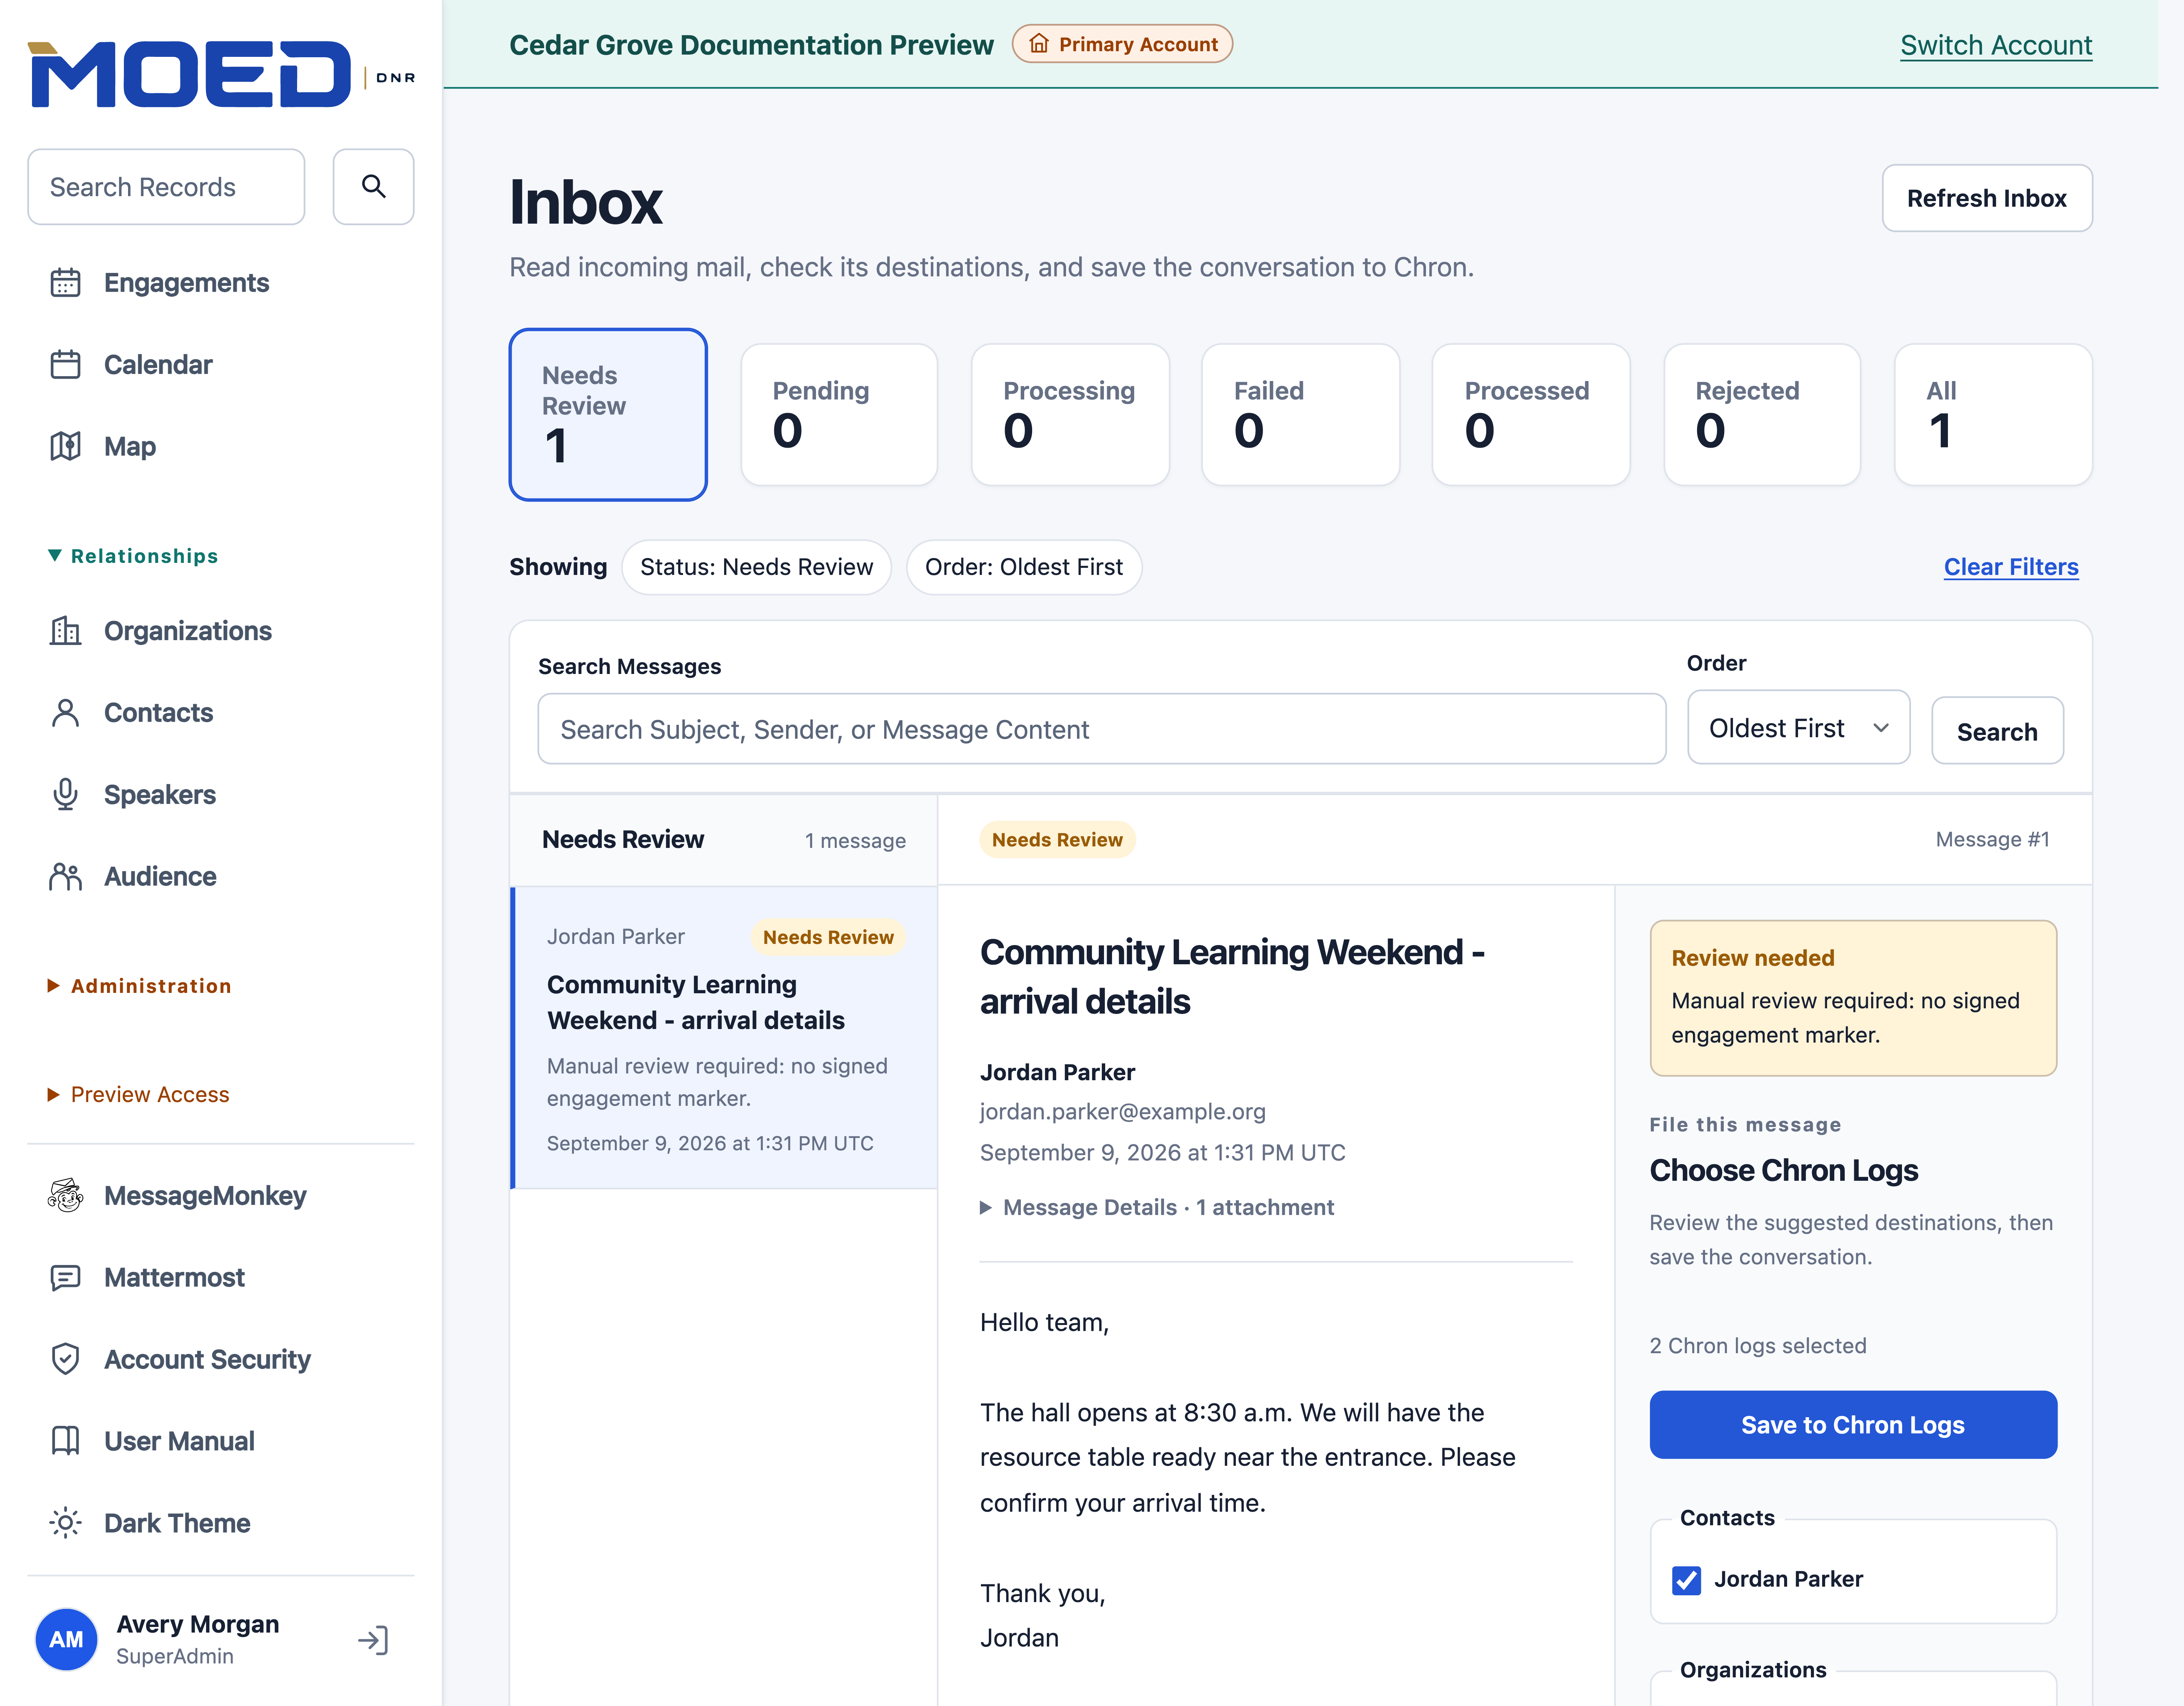 MOED | DNR
Search Records
Engagements
Calendar
Map
Relationships
Organizations
Contacts
Speakers
Audience
Administration
Preview Access
MessageMonkey
Mattermost
Account Security
User Manual
Dark Theme
AM
Avery Morgan
SuperAdmin
Cedar Grove Documentation Preview
Primary Account
Switch Account
Inbox
Refresh Inbox
Read incoming mail, check its destinations, and save the conversation to Chron.
Needs
Review
1
Pending
0
Processing
0
Failed
0
Processed
0
Rejected
0
All
1
Showing
Status: Needs Review
Order: Oldest First
Clear Filters
Search Messages
Search Subject, Sender, or Message Content
Order
Oldest First
Search
Needs Review
1 message
Jordan Parker
Needs Review
Community Learning
Weekend - arrival details
Manual review required: no signed
engagement marker.
September 9, 2026 at 1:31 PM UTC
Needs Review
Message #1
Community Learning Weekend -
arrival details
Jordan Parker
jordan.parker@example.org
September 9, 2026 at 1:31 PM UTC
Message Details · 1 attachment
Hello team,
The hall opens at 8:30 a.m. We will have the
resource table ready near the entrance. Please
confirm your arrival time.
Thank you,
Jordan
Review needed
Manual review required: no signed
engagement marker.
File this message
Choose Chron Logs
Review the suggested destinations, then
save the conversation.
2 Chron logs selected
Save to Chron Logs
Contacts
Jordan Parker
Organizations